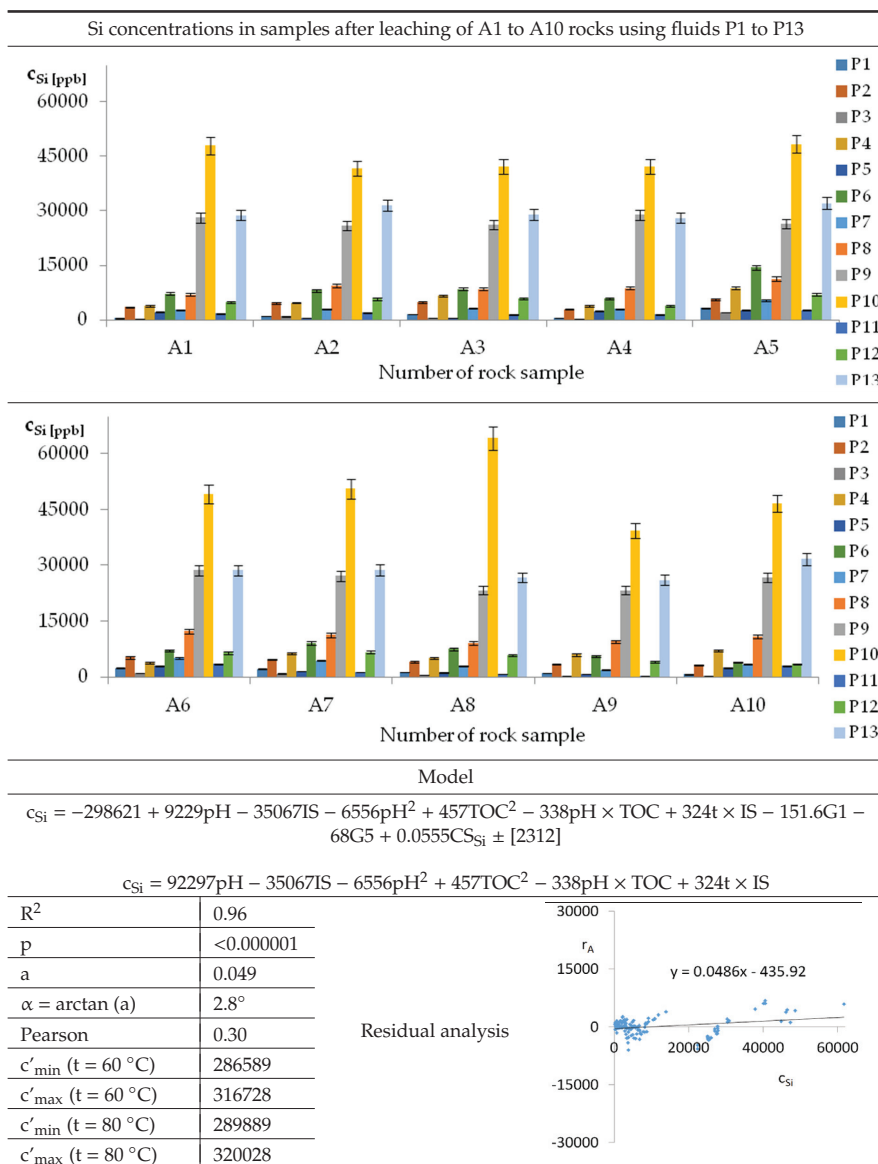 Si concentrations in samples after leaching of A1 to A10 rocks using fluids P1 to P13
cSi [ppb]
60000
45000
30000
15000
0
A1 A2 A3 A4 A5
Number of rock sample
P1
P2
P3
P4
P5
P6
P7
P8
P9
P10
P11
P12
P13
cSi [ppb]
60000
45000
30000
15000
0
A6 A7 A8 A9 A10
Number of rock sample
P1
P2
P3
P4
P5
P6
P7
P8
P9
P10
P11
P12
P13
Model
cSi = −298621 + 9229pH − 35067IS − 6556pH² + 457TOC² − 338pH × TOC + 324t × IS − 151.6G1 −
68G5 + 0.0555CSSi ± [2312]
cSi = 92297pH − 35067IS − 6556pH² + 457TOC² − 338pH × TOC + 324t × IS
R² 0.96
p <0.000001
a 0.049
α = arctan (a) 2.8°
Pearson 0.30
c′min (t = 60 °C) 286589
c′max (t = 60 °C) 316728
c′min (t = 80 °C) 289889
c′max (t = 80 °C) 320028
Residual analysis
30000
rA
15000
y = 0.0486x - 435.92
0
0 20000 40000 60000
cSi
-15000
-30000